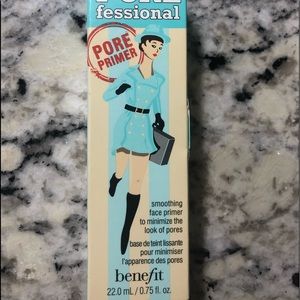 fessional
PORE
PRIMER
smoothing
face primer
to minimize the
look of pores
base de teint lissante
pour minimiser
l'apparence des pores
benefit
22.0 mL / 0.75 fl. oz.